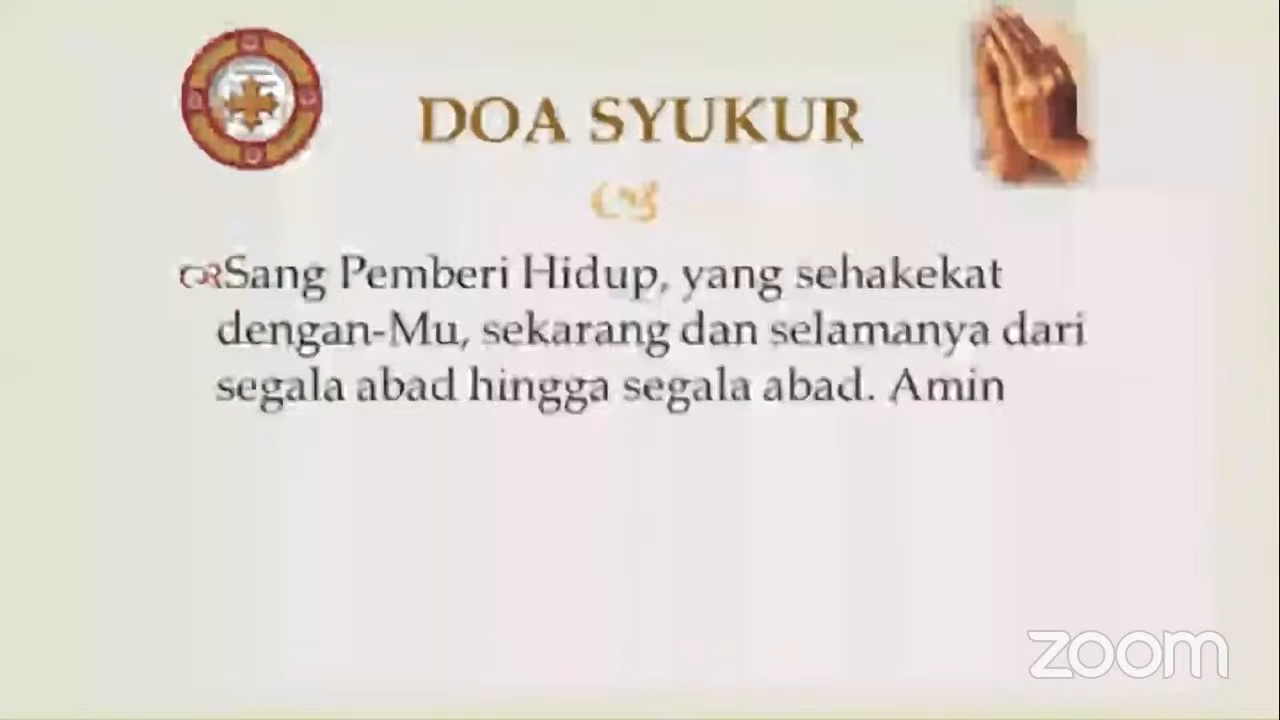 DOA SYUKUR
Sang Pemberi Hidup, yang sehakekat
dengan-Mu, sekarang dan selamanya dari
segala abad hingga segala abad. Amin
zoom